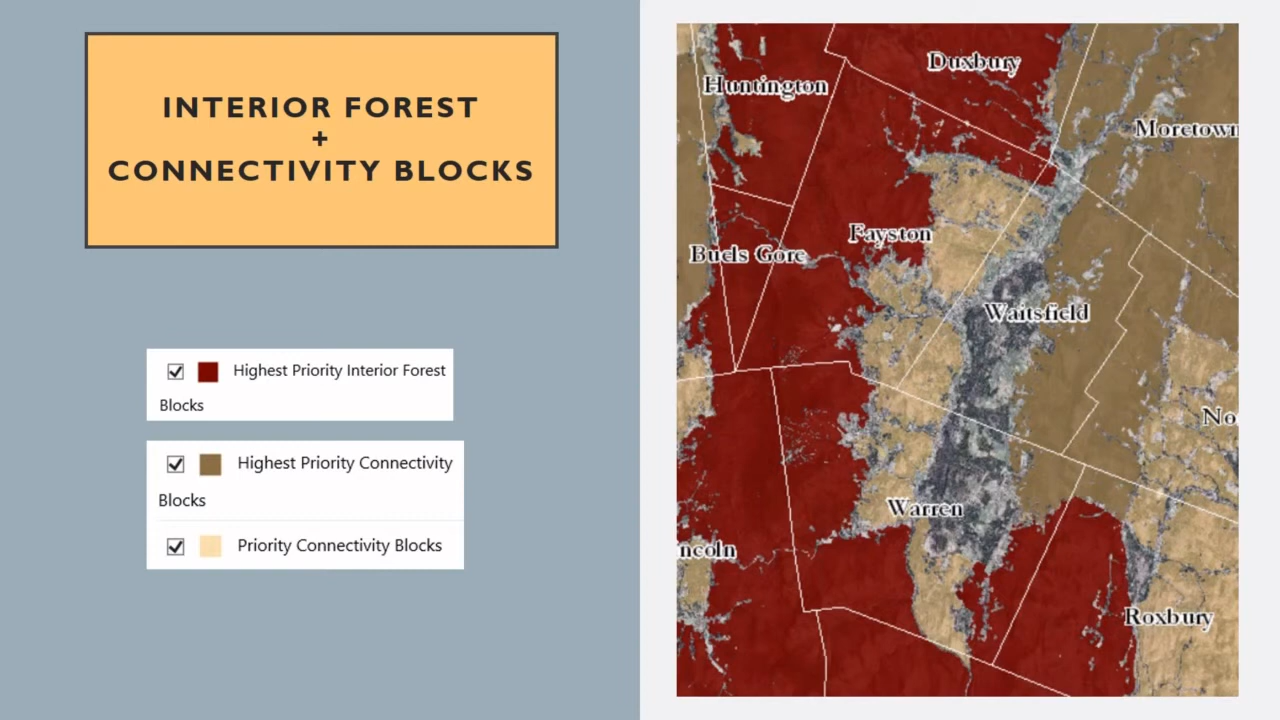 INTERIOR FOREST
+
CONNECTIVITY BLOCKS
Highest Priority Interior Forest
Blocks
Highest Priority Connectivity
Blocks
Priority Connectivity Blocks
Duxbury
Huntington
Moretown
Fayston
Buels Gore
Waitsfield
No
Warren
ncoln
Roxbury